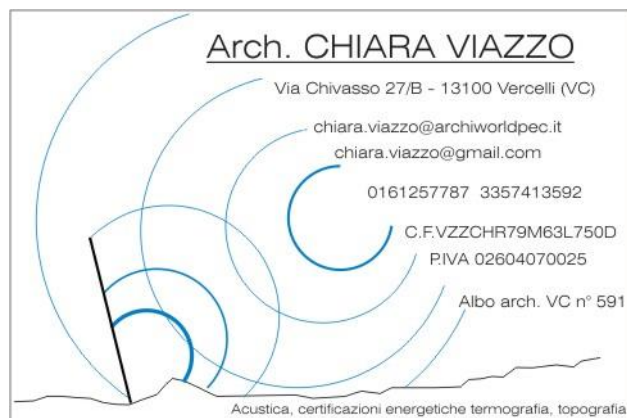 Arch. CHIARA VIAZZO
Via Chivasso 27/B - 13100 Vercelli (VC)
chiara.viazzo@archiworldpec.it
chiara.viazzo@gmail.com
0161257787 3357413592
C.F.VZZCHR79M63L750D
P.IVA 02604070025
Albo arch. VC n° 591
Acustica, certificazioni energetiche termografia, topografia